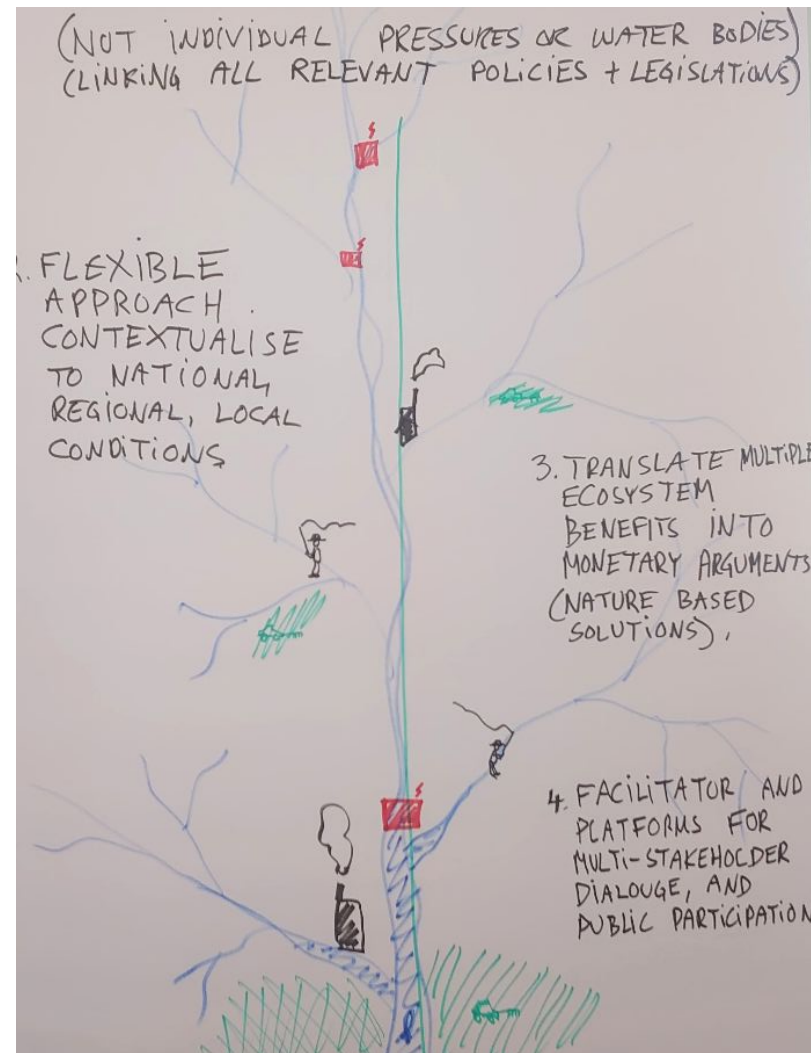 (NOT INDIVIDUAL PRESSURES OR WATER BODIES)
(LINKING ALL RELEVANT POLICIES + LEGISLATIONS)
. FLEXIBLE
APPROACH.
CONTEXTUALISE
TO NATIONAL,
REGIONAL, LOCAL
CONDITIONS
3. TRANSLATE MULTIPLE
ECOSYSTEM
BENEFITS INTO
MONETARY ARGUMENTS
(NATURE BASED
SOLUTIONS).
4. FACILITATOR AND
PLATFORMS FOR
MULTI-STAKEHOLDER
DIALOUGE, AND
PUBLIC PARTICIPATION